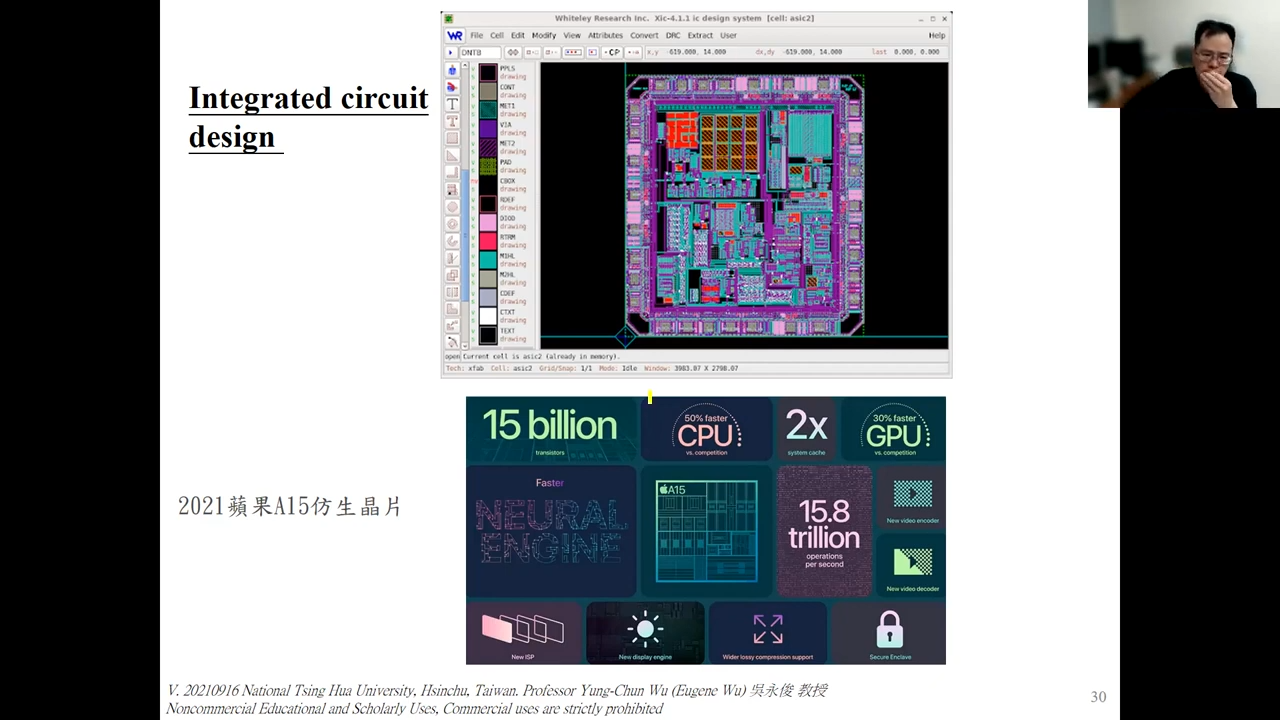 Integrated circuit
design
Whiteley Research Inc.  Xic-4.1.1 ic design system  [cell: asic2]
WR File Cell Edit Modify View Attributes Convert DRC Extract User Help
DNTB CP x,y -619.000, 14.000 dx,dy -619.000, 14.000 last 0.000, 0.000
PPLS
drawing
CONT
drawing
MET1
drawing
VIA
drawing
MET2
drawing
PAD
drawing
CBOX
drawing
RDEF
drawing
DIOD
drawing
RTRM
drawing
M1HL
drawing
M2HL
drawing
CDEF
drawing
CTXT
drawing
TEXT
drawing
open Current cell is asic2 (already in memory).
Tech: xfab Cell: asic2 Grid/Snap: 1/1 Mode: Idle Window: 3983.07 X 2798.07
15 billion
transistors
50% faster
CPU
vs. competition
2x
system cache
30% faster
GPU
vs. competition
Faster
NEURAL
ENGINE
A15
15.8
trillion
operations
per second
New video encoder
New video decoder
New ISP
New display engine
Wider lossy compression support
Secure Enclave
2021蘋果A15仿生晶片
V. 20210916 National Tsing Hua University, Hsinchu, Taiwan. Professor Yung-Chun Wu (Eugene Wu) 吳永俊 教授
Noncommercial Educational and Scholarly Uses, Commercial uses are strictly prohibited
30